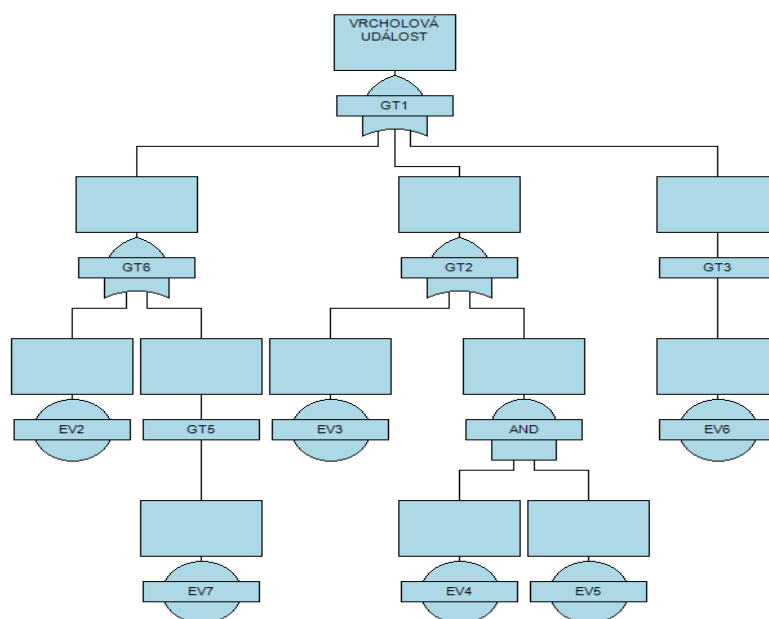 VRCHOLOVÁ
UDÁLOST
GT1
GT6
GT2
GT3
EV2
GT5
EV3
AND
EV6
EV7
EV4
EV5